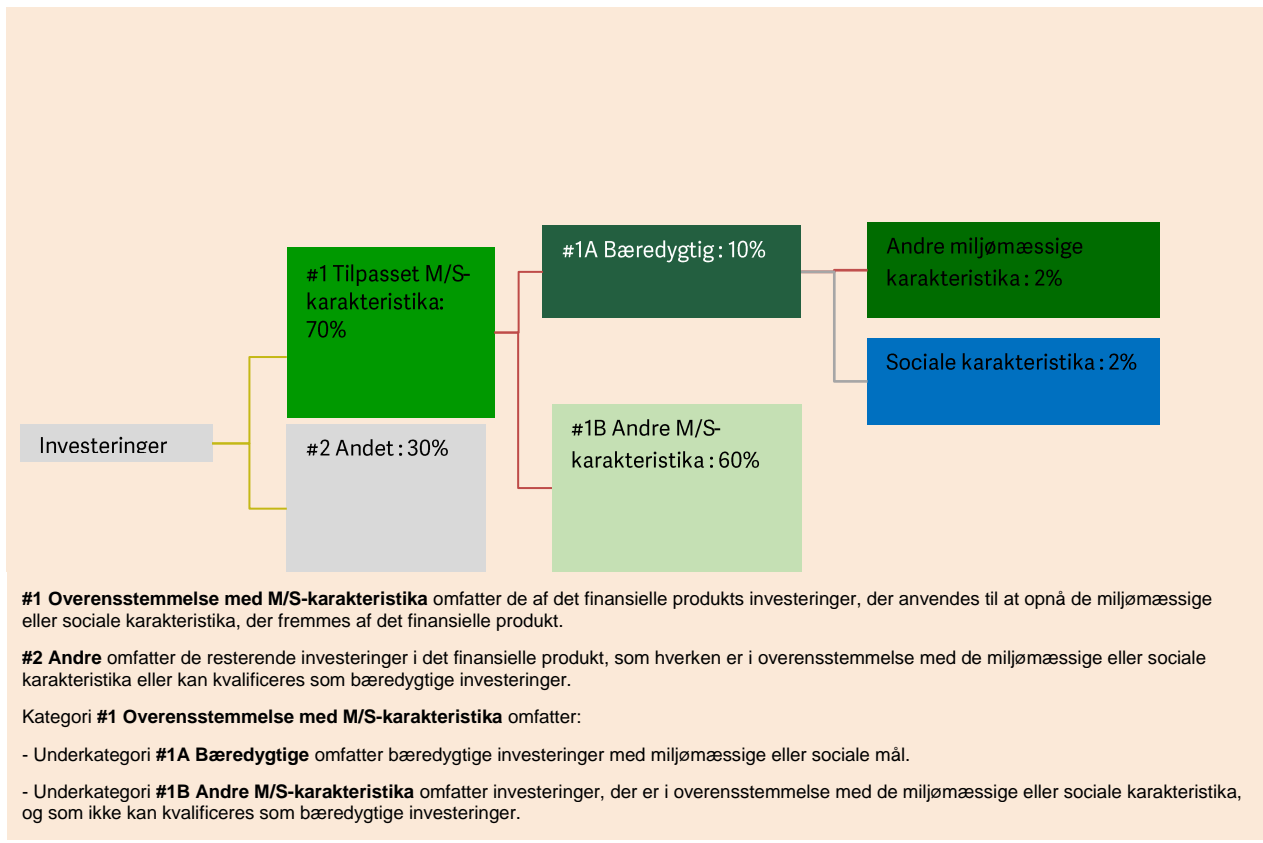 Investeringer
#1 Tilpasset M/S-
karakteristika:
70%
#2 Andet : 30%
#1A Bæredygtig : 10%
#1B Andre M/S-
karakteristika : 60%
Andre miljømæssige
karakteristika : 2%
Sociale karakteristika : 2%
#1 Overensstemmelse med M/S-karakteristika omfatter de af det finansielle produkts investeringer, der anvendes til at opnå de miljømæssige
eller sociale karakteristika, der fremmes af det finansielle produkt.
#2 Andre omfatter de resterende investeringer i det finansielle produkt, som hverken er i overensstemmelse med de miljømæssige eller sociale
karakteristika eller kan kvalificeres som bæredygtige investeringer.
Kategori #1 Overensstemmelse med M/S-karakteristika omfatter:
- Underkategori #1A Bæredygtige omfatter bæredygtige investeringer med miljømæssige eller sociale mål.
- Underkategori #1B Andre M/S-karakteristika omfatter investeringer, der er i overensstemmelse med de miljømæssige eller sociale karakteristika,
og som ikke kan kvalificeres som bæredygtige investeringer.